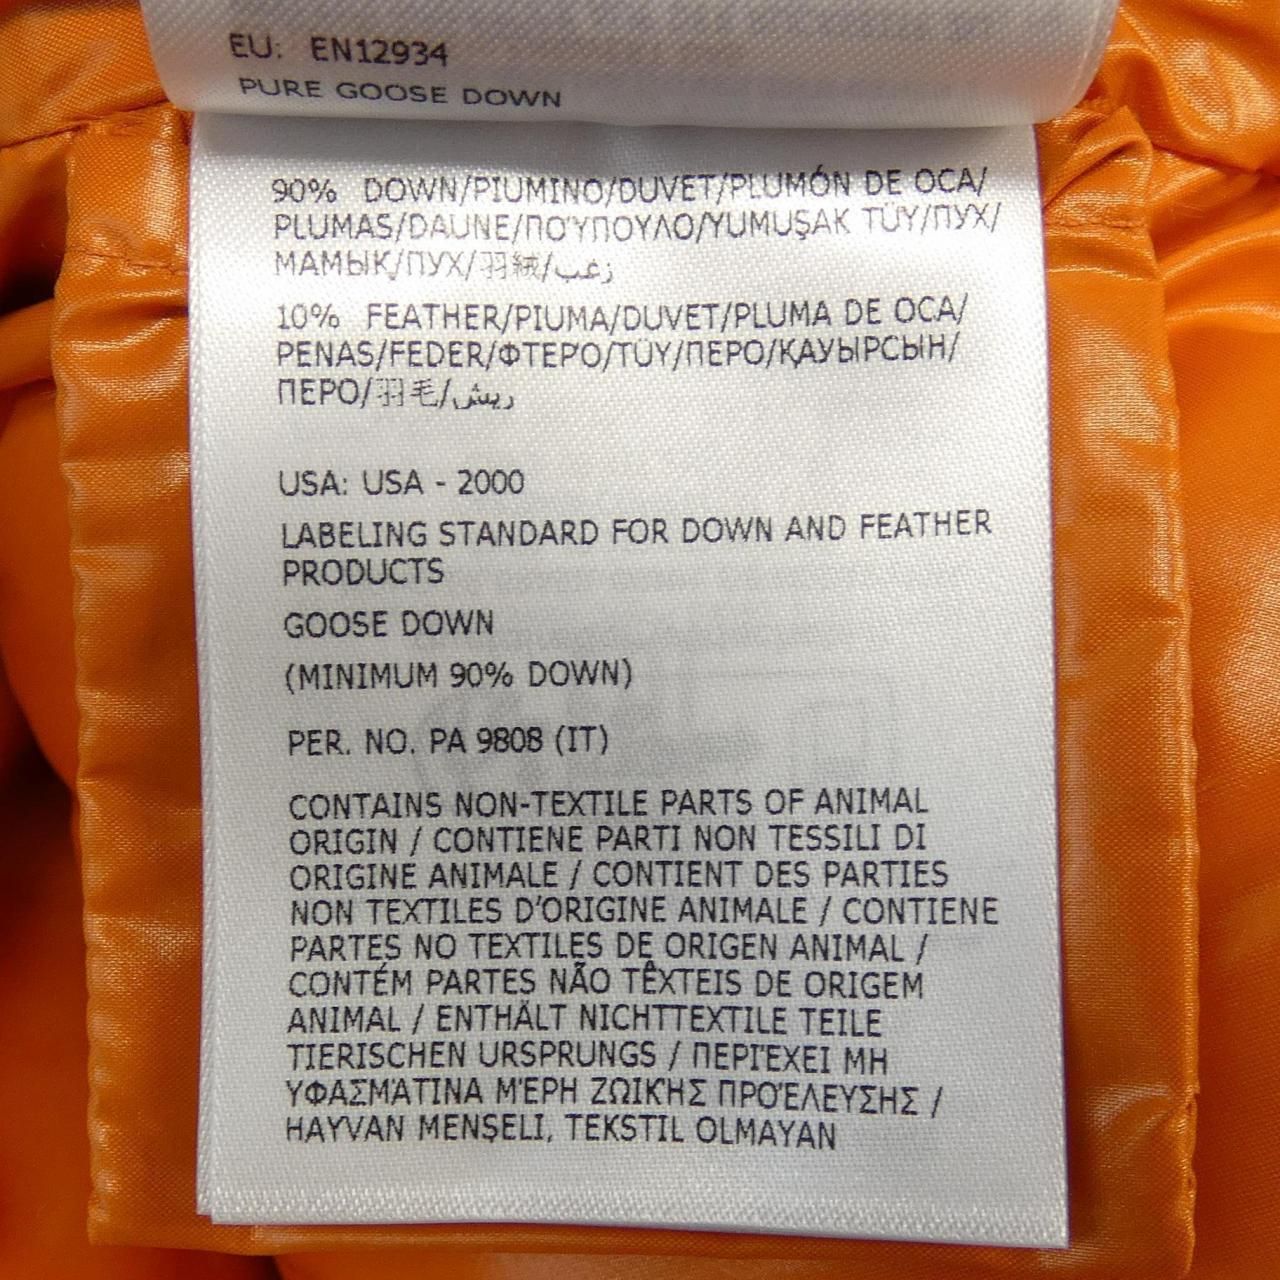 EU: EN12934
PURE GOOSE DOWN
90% DOWN/PIUMINO/DUVET/PLUMÓN DE OCA/
PLUMAS/DAUNE/ΠΟΎΠΟΥΛΟ/YUMUŞAK TÜY/ПУХ/
МАМЫҚ/ПУХ/羽絨/زغب
10% FEATHER/PIUMA/DUVET/PLUMA DE OCA/
PENAS/FEDER/ΦΤΕΡΌ/TÜY/ПЕРО/ҚАУЫРСЫН/
ПЕРО/羽毛/ريش
USA: USA - 2000
LABELING STANDARD FOR DOWN AND FEATHER
PRODUCTS
GOOSE DOWN
(MINIMUM 90% DOWN)
PER. NO. PA 9808 (IT)
CONTAINS NON-TEXTILE PARTS OF ANIMAL
ORIGIN / CONTIENE PARTI NON TESSILI DI
ORIGINE ANIMALE / CONTIENT DES PARTIES
NON TEXTILES D'ORIGINE ANIMALE / CONTIENE
PARTES NO TEXTILES DE ORIGEN ANIMAL /
CONTÉM PARTES NÃO TÊXTEIS DE ORIGEM
ANIMAL / ENTHÄLT NICHTTEXTILE TEILE
TIERISCHEN URSPRUNGS / ΠΕΡΙΈΧΕΙ ΜΗ
ΥΦΑΣΜΆΤΙΝΑ ΜΈΡΗ ΖΩΙΚΉΣ ΠΡΟΈΛΕΥΣΗΣ /
HAYVAN MENŞELI, TEKSTIL OLMAYAN